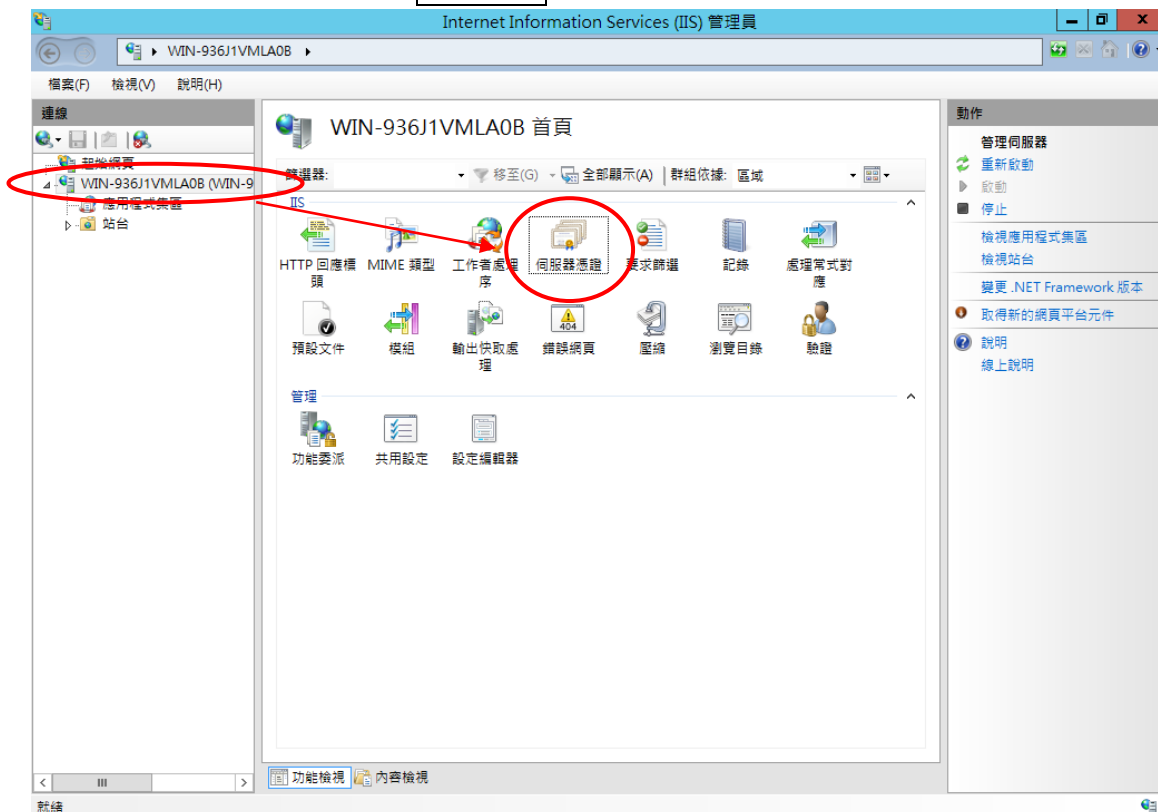 Internet Information Services (IIS) 管理員
WIN-936J1VMLA0B
檔案(F) 檢視(V) 說明(H)
連線
起始網頁
WIN-936J1VMLA0B (WIN-9
應用程式集區
站台
WIN-936J1VMLA0B 首頁
篩選器: 移至(G) 全部顯示(A) 群組依據: 區域
IIS
HTTP 回應標頭
MIME 類型
工作者處理序
伺服器憑證
要求篩選
記錄
處理常式對應
預設文件
模組
輸出快取處理
錯誤網頁
404
壓縮
瀏覽目錄
驗證
管理
功能委派
共用設定
設定編輯器
功能檢視 內容檢視
動作
管理伺服器
重新啟動
啟動
停止
檢視應用程式集區
檢視站台
變更 .NET Framework 版本
取得新的網頁平台元件
說明
線上說明
就緒